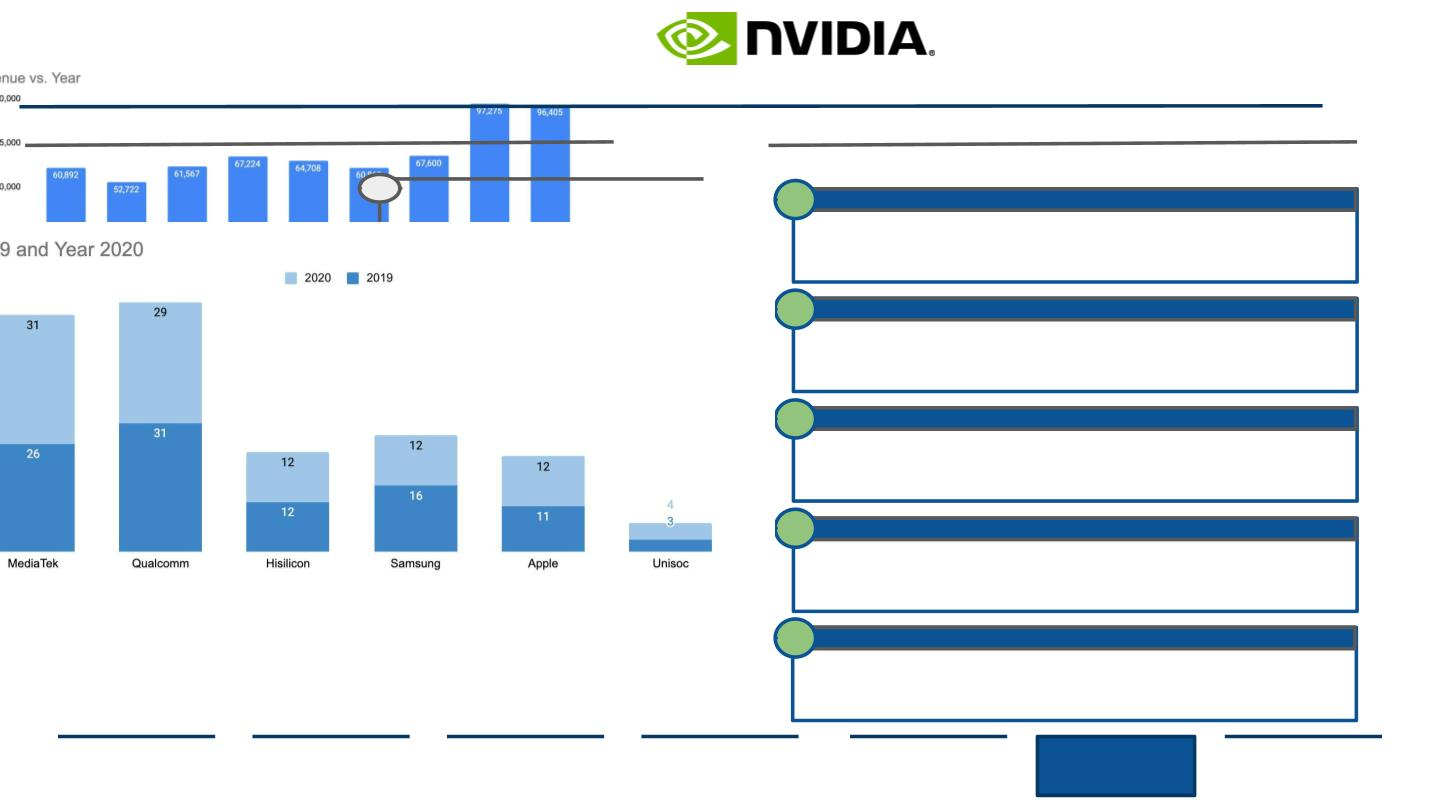 NVIDIA.
enue vs. Year
0,000
97,275
96,405
5,000
67,224
67,600
64,708
60,892
61,567
0,000
52,722
9 and Year 2020
2020
2019
31
29
26
31
12
12
12
16
12
11
4
3
MediaTek
Qualcomm
Hisilicon
Samsung
Apple
Unisoc